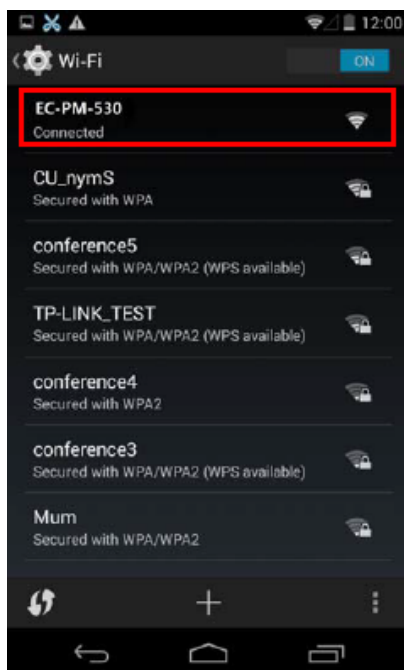 12:00
Wi-Fi
ON
EC-PM-530
Connected
CU_nymS
Secured with WPA
conference5
Secured with WPA/WPA2 (WPS available)
TP-LINK_TEST
Secured with WPA/WPA2 (WPS available)
conference4
Secured with WPA2
conference3
Secured with WPA/WPA2 (WPS available)
Mum
Secured with WPA/WPA2